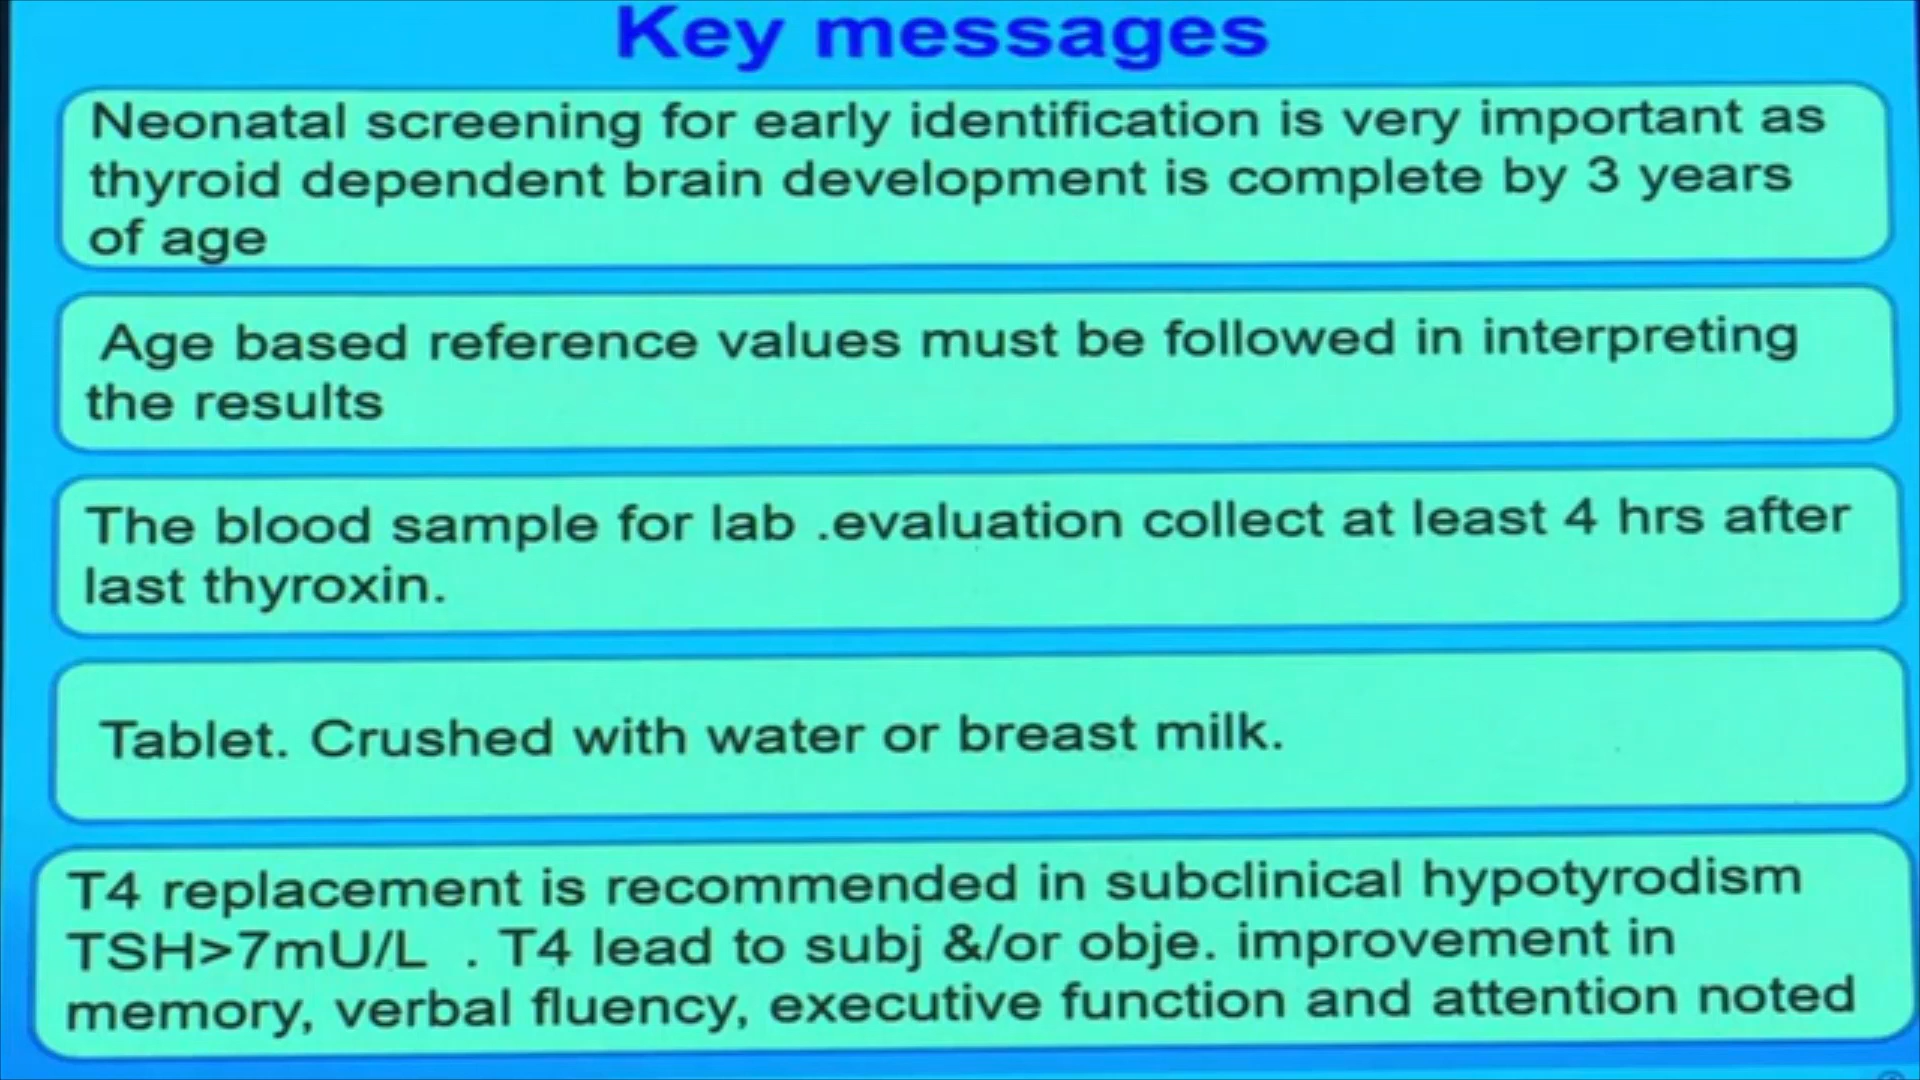 Key messages
Neonatal screening for early identification is very important as
thyroid dependent brain development is complete by 3 years
of age
Age based reference values must be followed in interpreting
the results
The blood sample for lab .evaluation collect at least 4 hrs after
last thyroxin.
Tablet. Crushed with water or breast milk.
T4 replacement is recommended in subclinical hypotyrodism
TSH>7mU/L . T4 lead to subj &/or obje. improvement in
memory, verbal fluency, executive function and attention noted